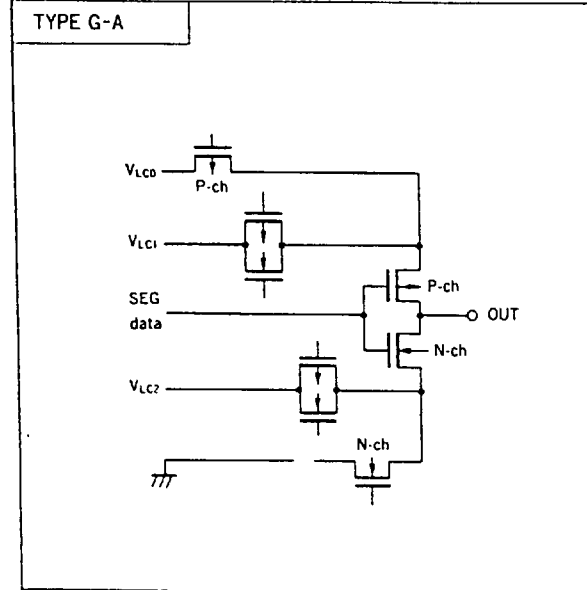 TYPE G-A
VLC0
P-ch
VLC1
P-ch
SEG
data
OUT
N-ch
VLC2
N-ch